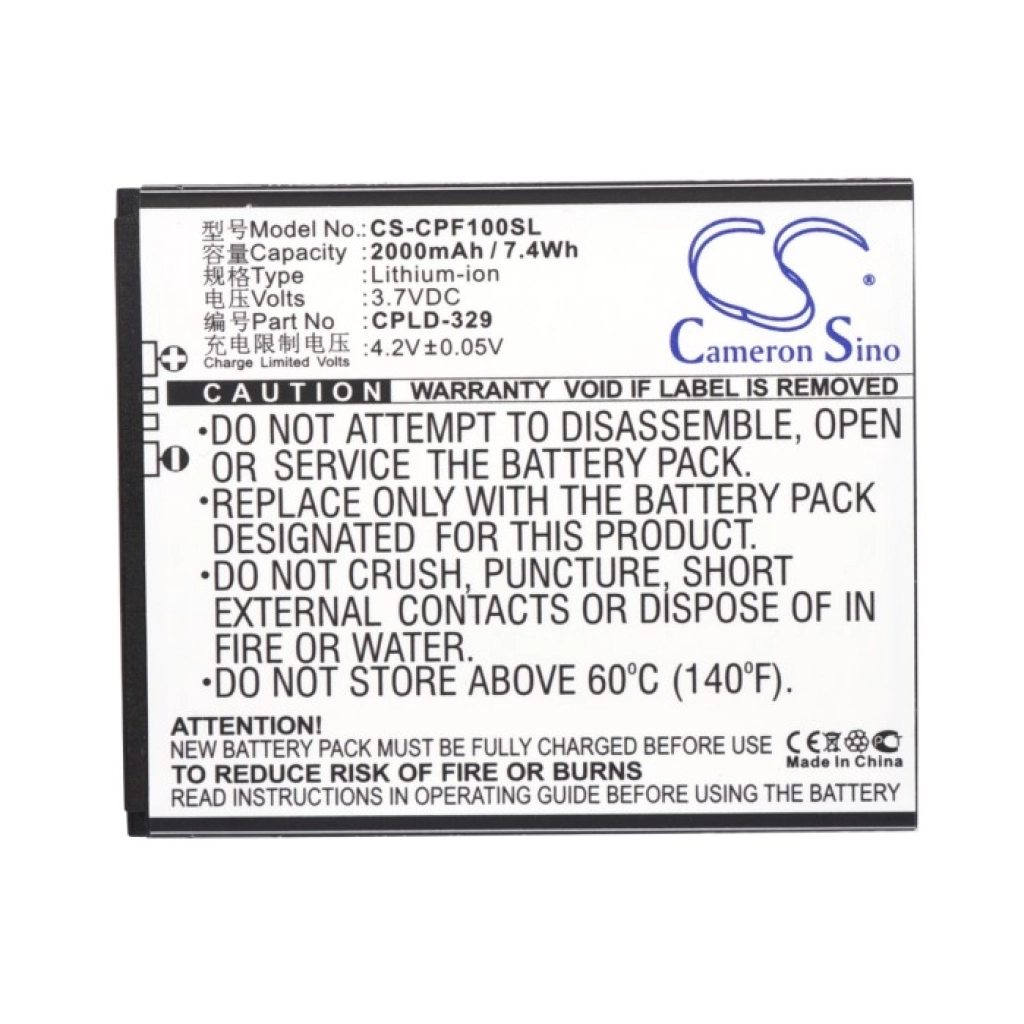 型号Model No.:CS-CPF100SL
容量Capacity :2000mAh / 7.4Wh
规格Type :Lithium-ion
电压Volts :3.7VDC
编号Part No :CPLD-329
充电限制电压 :4.2V±0.05V
Charge Limited Volts
CS ®
Cameron Sino
CAUTION WARRANTY VOID IF LABEL IS REMOVED
•DO NOT ATTEMPT TO DISASSEMBLE, OPEN
OR SERVICE THE BATTERY PACK.
•REPLACE ONLY WITH THE BATTERY PACK
DESIGNATED FOR THIS PRODUCT.
•DO NOT CRUSH, PUNCTURE, SHORT
EXTERNAL CONTACTS OR DISPOSE OF IN
FIRE OR WATER.
•DO NOT STORE ABOVE 60°C (140°F).
ATTENTION!
NEW BATTERY PACK MUST BE FULLY CHARGED BEFORE USE
CE
Made In China
TO REDUCE RISK OF FIRE OR BURNS
READ INSTRUCTIONS IN OPERATING GUIDE BEFORE USING THE BATTERY